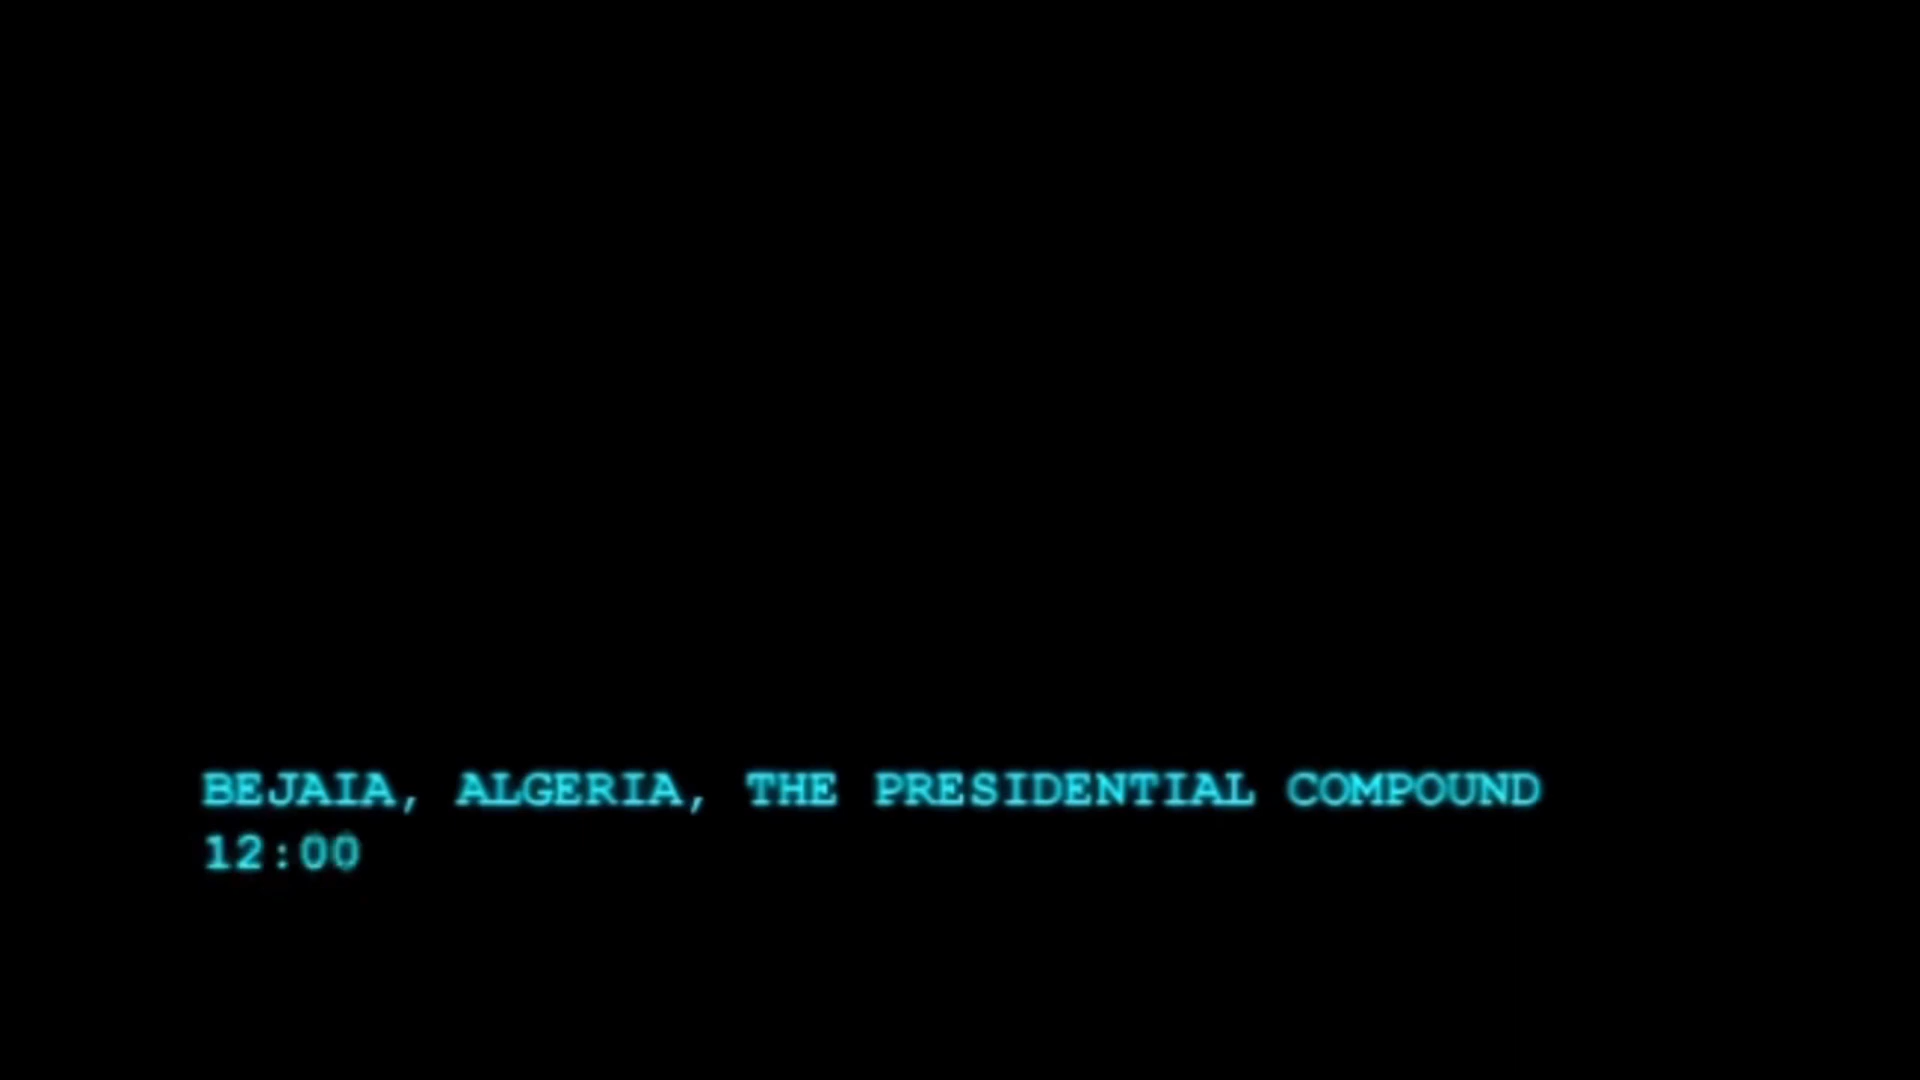 BEJAIA, ALGERIA, THE PRESIDENTIAL COMPOUND
12:00